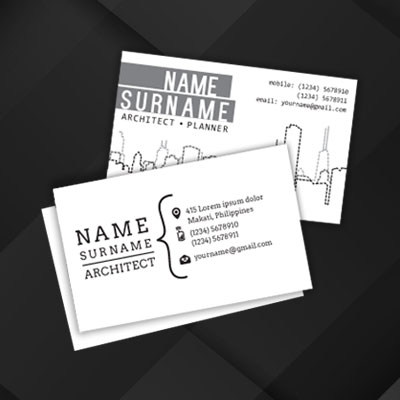 NAME
SURNAME
ARCHITECT • PLANNER
mobile: (1234) 5678910
(1234) 5678911
email: yourname@gmail.com
NAME
SURNAME
ARCHITECT
415 Lorem ipsum dolor
Makati, Philippines
(1234) 5678910
(1234) 5678911
yourname@gmail.com